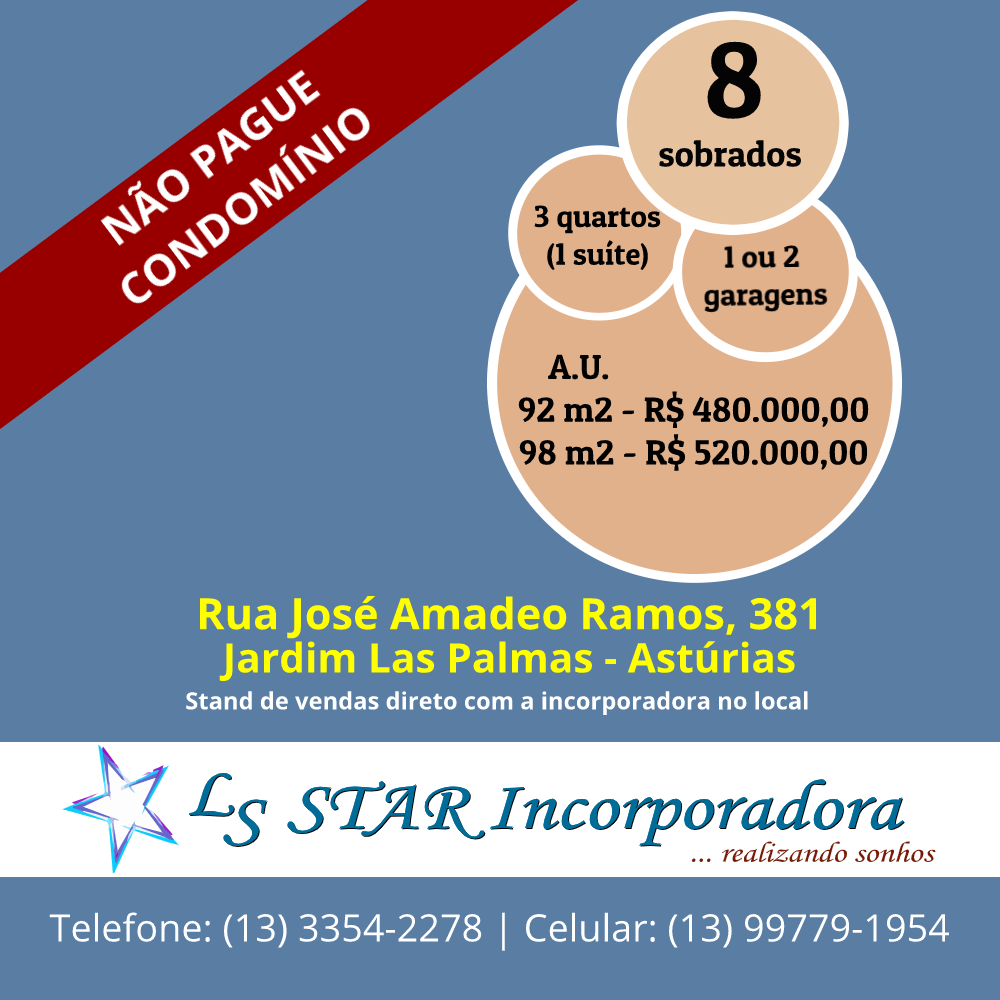 NÃO PAGUE
CONDOMÍNIO
8
sobrados
3 quartos
(1 suíte)
1 ou 2
garagens
A.U.
92 m2 - R$ 480.000,00
98 m2 - R$ 520.000,00
Rua José Amadeo Ramos, 381
Jardim Las Palmas - Astúrias
Stand de vendas direto com a incorporadora no local
LS STAR Incorporadora
... realizando sonhos
Telefone: (13) 3354-2278 | Celular: (13) 99779-1954